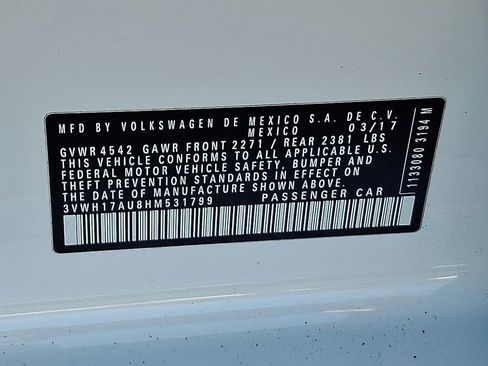 MFD BY VOLKSWAGEN DE MEXICO S.A. DE C.V.
MEXICO 03/17
GVWR 4542 GAWR FRONT 2271 / REAR 2381 LBS
THIS VEHICLE CONFORMS TO ALL APPLICABLE U.S.
FEDERAL MOTOR VEHICLE SAFETY, BUMPER AND
THEFT PREVENTION STANDARDS IN EFFECT ON
THE DATE OF MANUFACTURE SHOWN ABOVE.
3VWH17AU8HM531799 PASSENGER CAR
1133080 3194 M